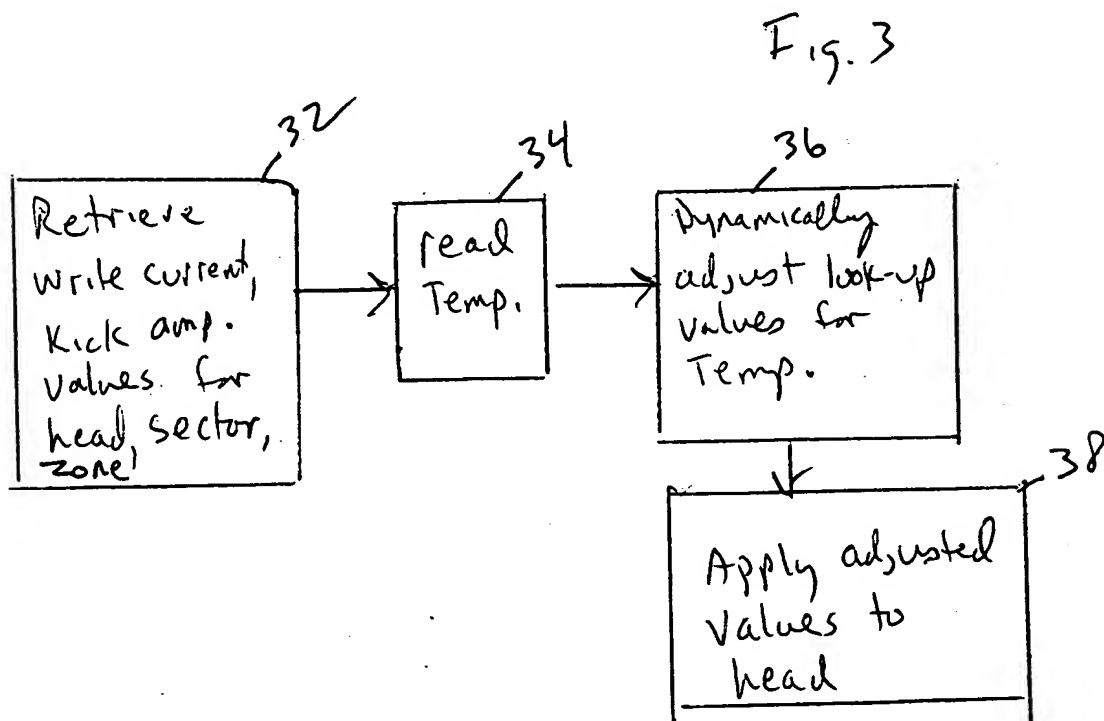 Fig. 3
32
Retrieve
write current,
Kick amp.
values for
head, sector,
zone
34
read
Temp.
36
Dynamically
adjust look-up
values for
Temp.
38
Apply adjusted
values to
head